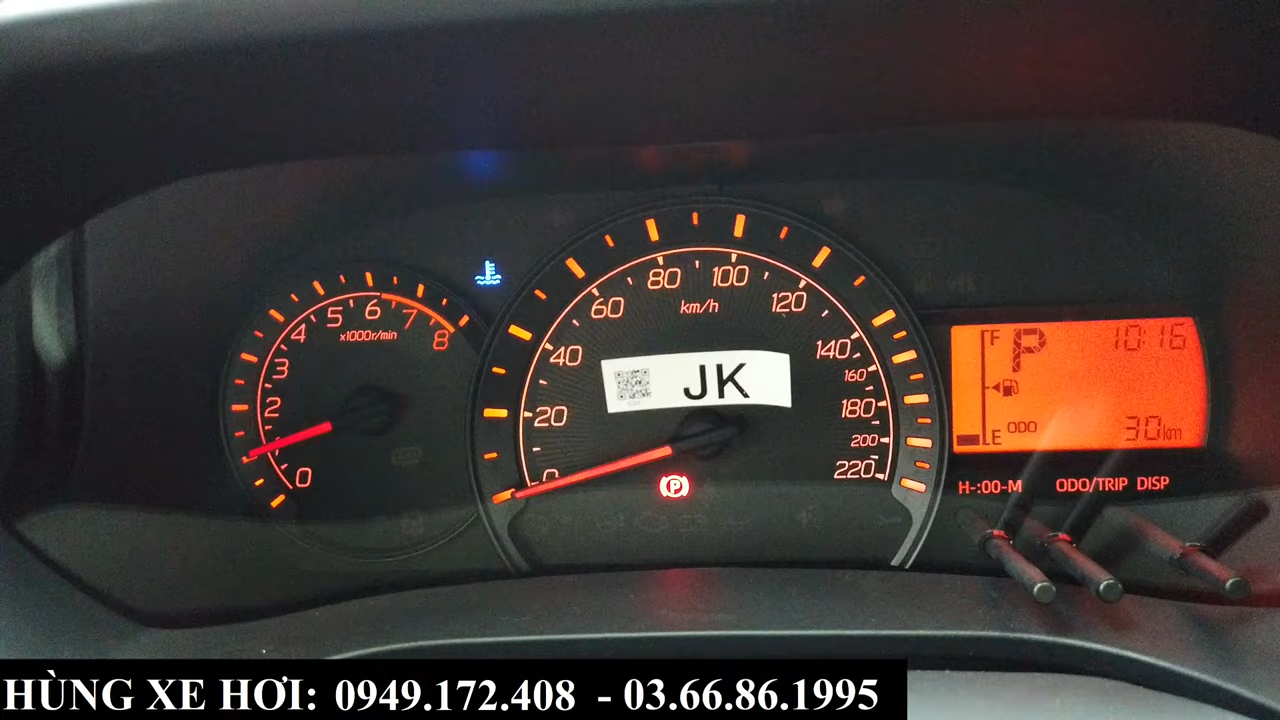 80
100
60
km/h
120
40
140
160
20
180
200
0
220
JK
x1000r/min
0
2
3
4
5
6
7
8
P
F
P
10:16
E
ODO
30km
H-:00-M
ODO/TRIP
DISP
HÙNG XE HƠI: 0949.172.408 - 03.66.86.1995